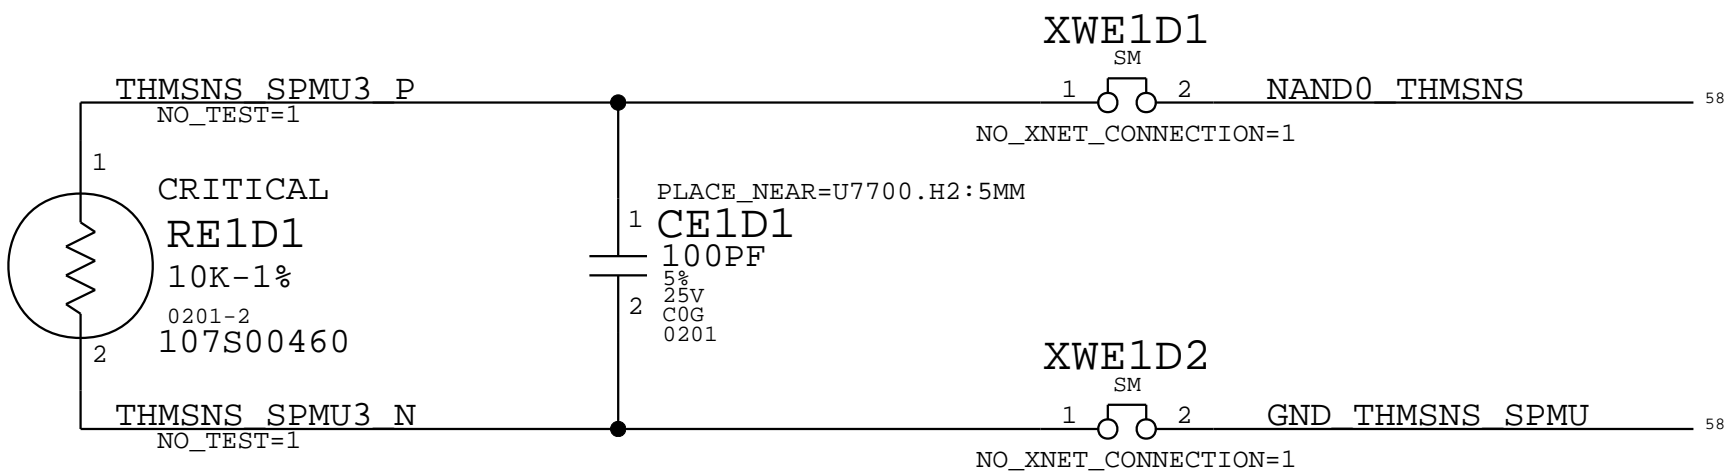 XWE1D1
SM
THMSNS_SPMU3_P
1
2
NAND0_THMSNS
58
NO_TEST=1
NO_XNET_CONNECTION=1
1
CRITICAL
PLACE_NEAR=U7700.H2:5MM
1
CE1D1
RE1D1
100PF
10K-1%
5%
25V
2
C0G
0201-2
0201
107S00460
2
XWE1D2
SM
THMSNS_SPMU3_N
1
2
GND_THMSNS_SPMU
58
NO_TEST=1
NO_XNET_CONNECTION=1